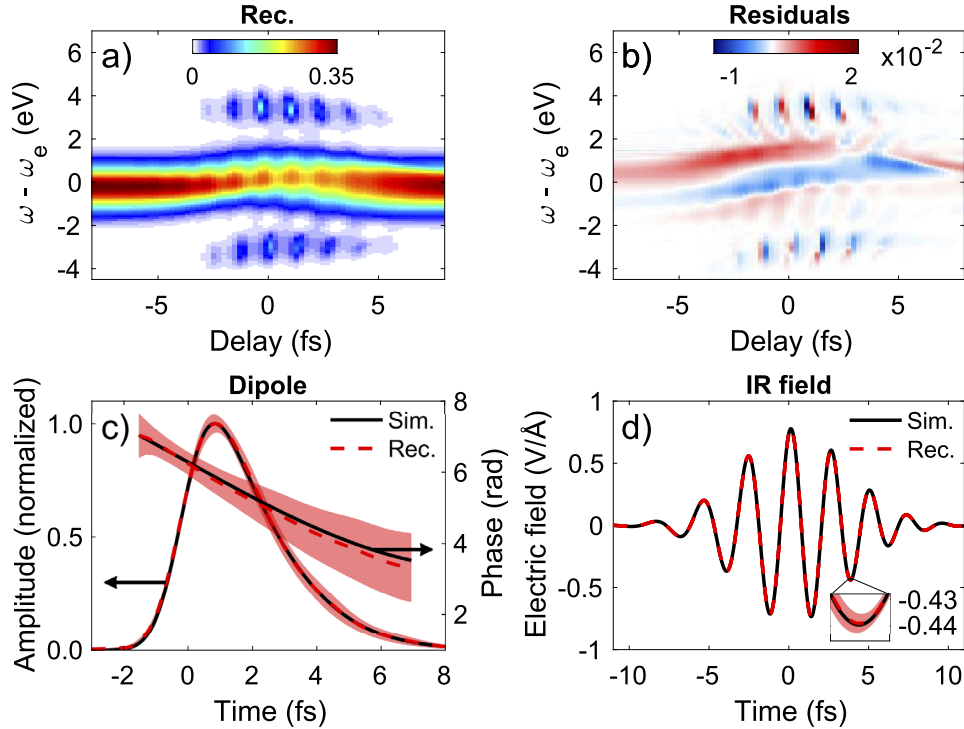 Rec.
a)
0 0.35
6
4
2
0
-2
-4
ω - ω_e (eV)
-5 0 5
Delay (fs)
Residuals
b)
-1 2 x10⁻²
6
4
2
0
-2
-4
ω - ω_e (eV)
-5 0 5
Delay (fs)
Dipole
c)
Sim.
Rec.
1.0
0.5
0.0
Amplitude (normalized)
8
6
4
2
Phase (rad)
-2 0 2 4 6 8
Time (fs)
IR field
d)
Sim.
Rec.
1
0.5
0
-0.5
-1
Electric field (V/Å)
-0.43
-0.44
-10 -5 0 5 10
Time (fs)